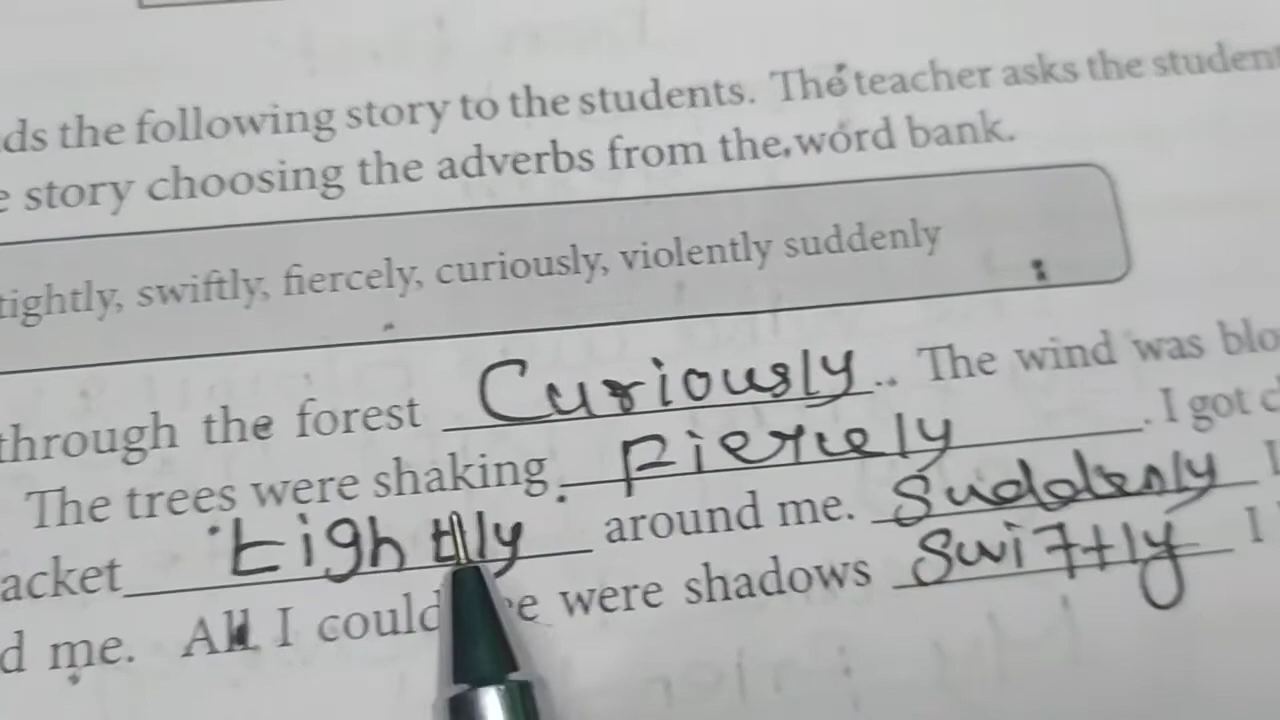 ds the following story to the students. The teacher asks the student
e story choosing the adverbs from the word bank.
tightly, swiftly, fiercely, curiously, violently suddenly
through the forest Curiously.. The wind was blo
The trees were shaking. Fiercely. I got c
acket tightly around me. Suddenly I
d me. All I could were shadows swiftly I